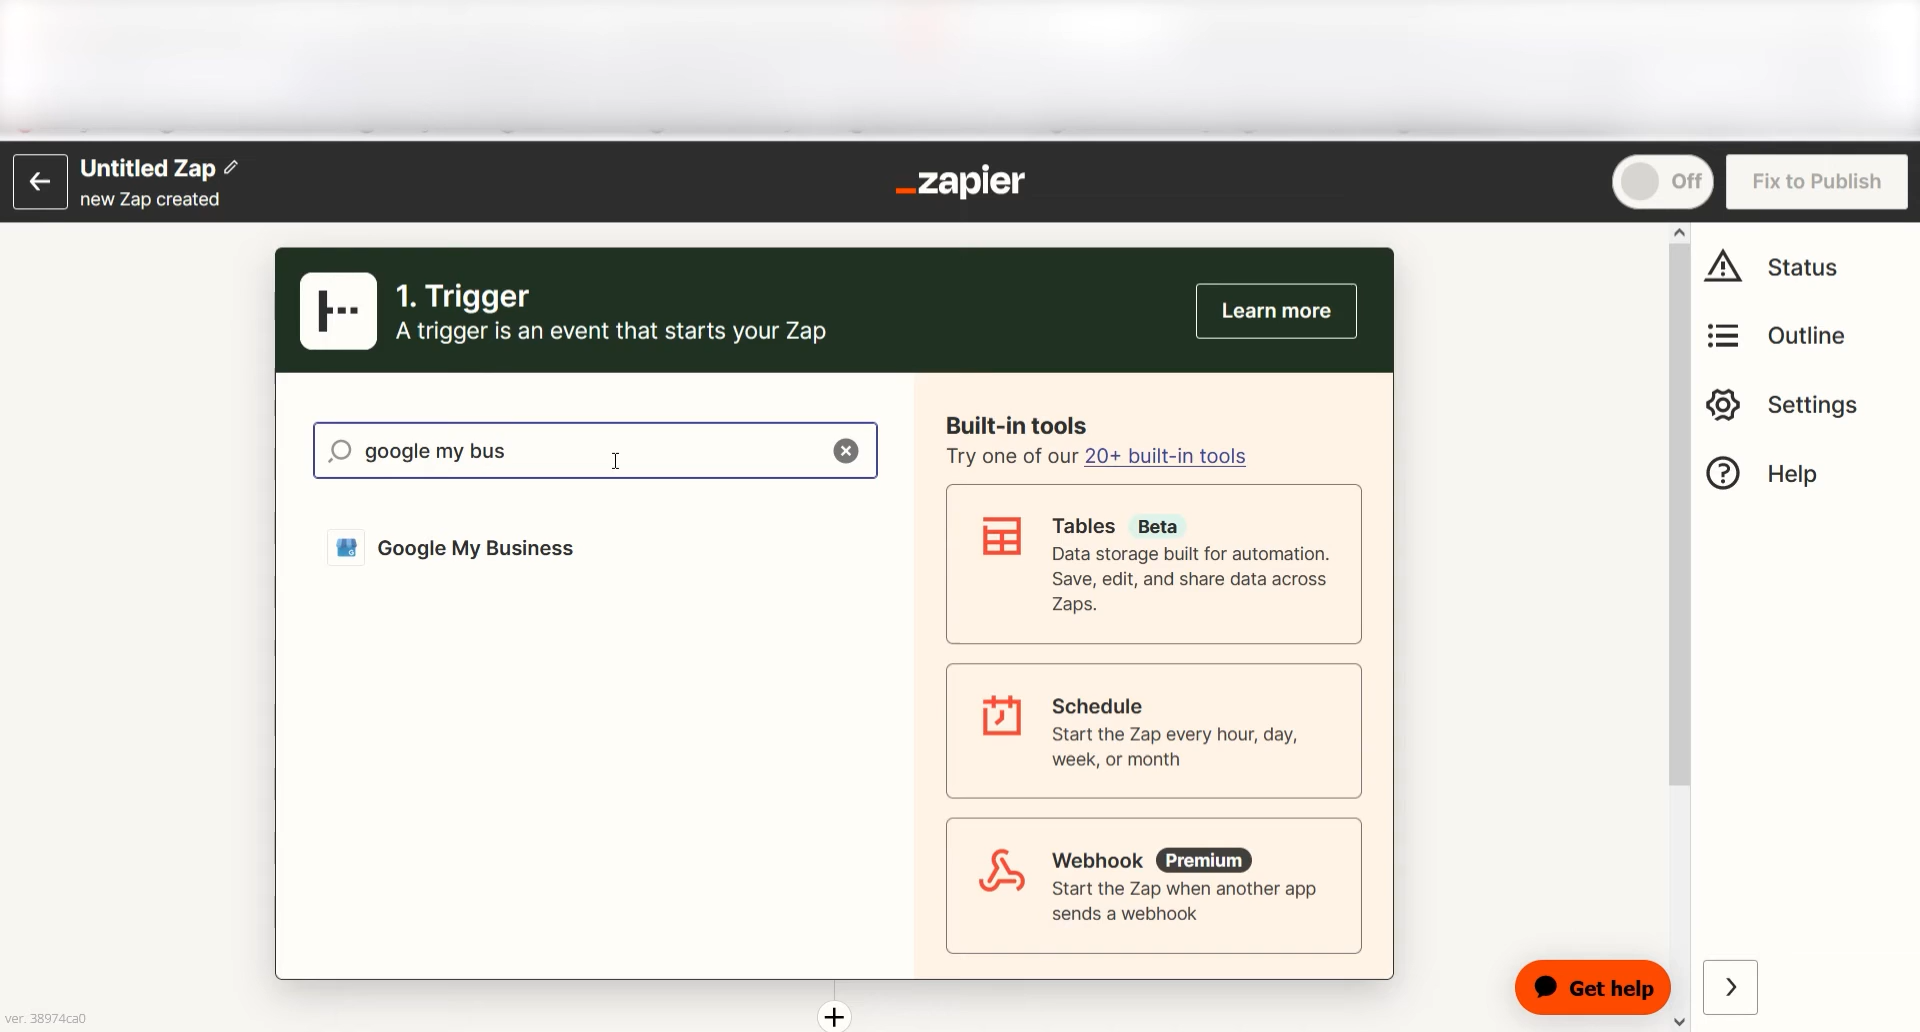 Untitled Zap
new Zap created
zapier
Off
Fix to Publish
1. Trigger
A trigger is an event that starts your Zap
Learn more
google my bus
Google My Business
Built-in tools
Try one of our 20+ built-in tools
Tables Beta
Data storage built for automation.
Save, edit, and share data across
Zaps.
Schedule
Start the Zap every hour, day,
week, or month
Webhook Premium
Start the Zap when another app
sends a webhook
Status
Outline
Settings
Help
Get help
ver. 38974ca0